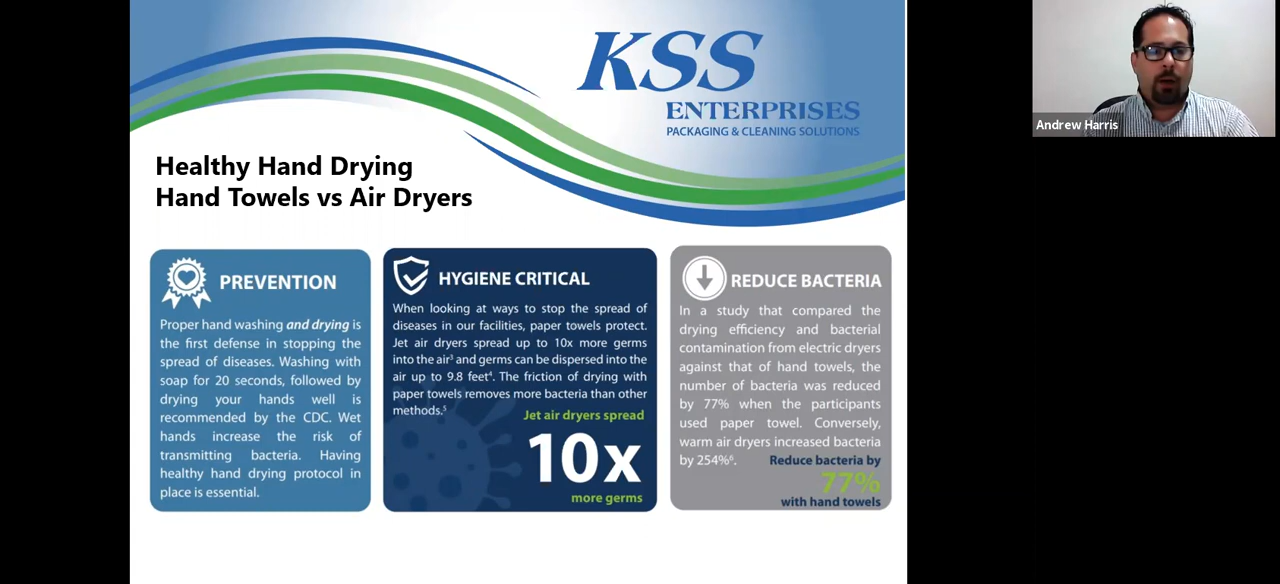 KSS
ENTERPRISES
PACKAGING & CLEANING SOLUTIONS
Andrew Harris
Healthy Hand Drying
Hand Towels vs Air Dryers
PREVENTION
Proper hand washing and drying is
the first defense in stopping the
spread of diseases. Washing with
soap for 20 seconds, followed by
drying your hands well is
recommended by the CDC. Wet
hands increase the risk of
transmitting bacteria. Having
healthy hand drying protocol in
place is essential.
HYGIENE CRITICAL
When looking at ways to stop the spread of
diseases in our facilities, paper towels protect.
Jet air dryers spread up to 10x more germs
into the air³ and germs can be dispersed into the
air up to 9.8 feet⁴. The friction of drying with
paper towels removes more bacteria than other
methods.⁵
Jet air dryers spread
10x
more germs
REDUCE BACTERIA
In a study that compared the
drying efficiency and bacterial
contamination from electric dryers
against that of hand towels, the
number of bacteria was reduced
by 77% when the participants
used paper towel. Conversely,
warm air dryers increased bacteria
by 254%⁶.
Reduce bacteria by
77%
with hand towels